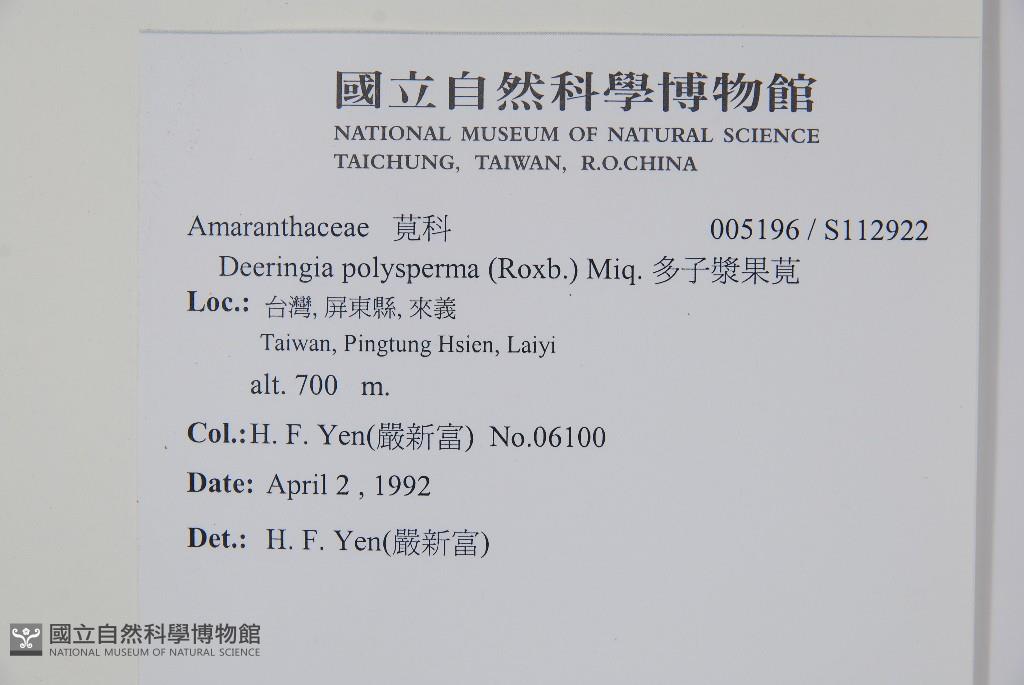 國立自然科學博物館
NATIONAL MUSEUM OF NATURAL SCIENCE
TAICHUNG, TAIWAN, R.O.CHINA
Amaranthaceae 莧科 005196 / S112922
Deeringia polysperma (Roxb.) Miq. 多子漿果莧
Loc.: 台灣, 屏東縣, 來義
Taiwan, Pingtung Hsien, Laiyi
alt. 700 m.
Col.: H. F. Yen(嚴新富) No.06100
Date: April 2 , 1992
Det.: H. F. Yen(嚴新富)
國立自然科學博物館
NATIONAL MUSEUM OF NATURAL SCIENCE